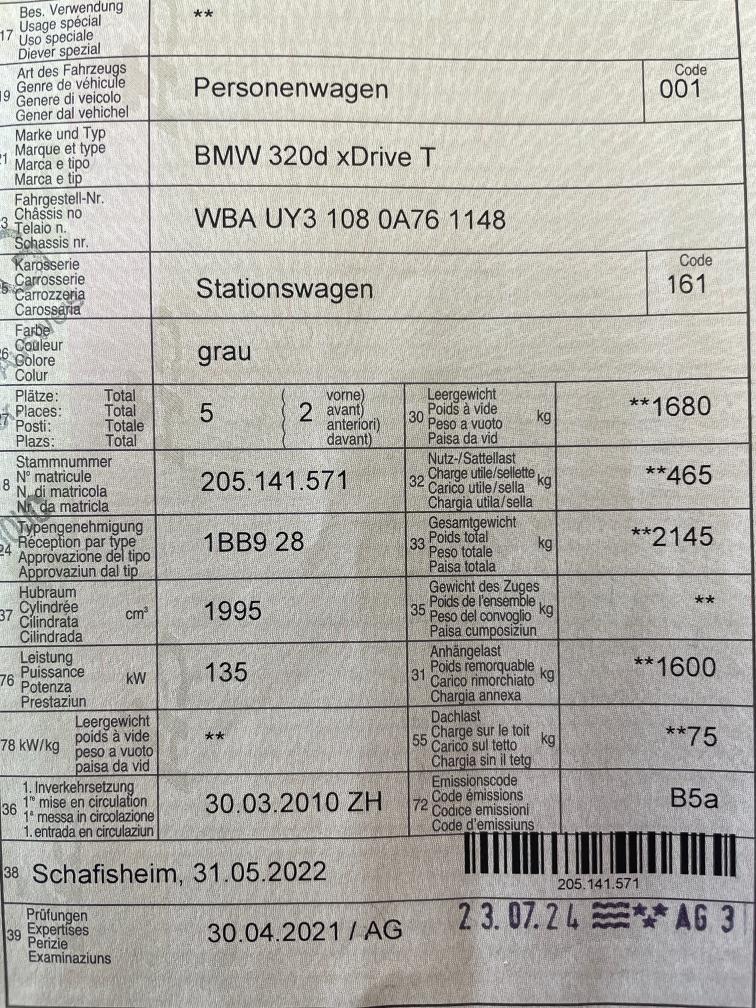 17
Bes. Verwendung
Usage spécial
Uso speciale
Diever spezial
**
19
Art des Fahrzeugs
Genre de véhicule
Genere di veicolo
Gener dal vehichel
Personenwagen
Code
001
21
Marke und Typ
Marque et type
Marca e tipo
Marca e tip
BMW 320d xDrive T
Fahrgestell-Nr.
23 Châssis no
Telaio n.
Schassis nr.
WBA UY3 108 0A76 1148
Karosserie
25 Carrosserie
Carrozzeria
Carossaria
Stationswagen
Code
161
Farbe
26 Couleur
Colore
Colur
grau
27
Plätze: Total
Places: Total
Posti: Totale
Plazs: Total
5
( 2
vorne)
avant)
anteriori)
davant)
30
Leergewicht
Poids à vide
Peso a vuoto
Paisa da vid
kg
**1680
18
Stammnummer
N° matricule
N. di matricola
Nr. da matricla
205.141.571
32
Nutz-/Sattellast
Charge utile/sellette
Carico utile/sella
Chargia utila/sella
kg
**465
24
Typengenehmigung
Réception par type
Approvazione del tipo
Approvaziun dal tip
1BB9 28
33
Gesamtgewicht
Poids total
Peso totale
Paisa totala
kg
**2145
37
Hubraum
Cylindrée
Cilindrata
Cilindrada
cm³
1995
35
Gewicht des Zuges
Poids de l'ensemble
Peso del convoglio
Paisa cumposiziun
kg
**
76
Leistung
Puissance
Potenza
Prestaziun
kW
135
31
Anhängelast
Poids remorquable
Carico rimorchiato
Chargia annexa
kg
**1600
78 kW/kg
Leergewicht
poids à vide
peso a vuoto
paisa da vid
**
55
Dachlast
Charge sur le toit
Carico sul tetto
Chargia sin il tetg
kg
**75
36
1. Inverkehrsetzung
1re mise en circulation
1a messa in circolazione
1. entrada en circulaziun
30.03.2010 ZH
72
Emissionscode
Code émissions
Codice emissioni
Code d'emissiuns
B5a
38 Schafisheim, 31.05.2022
205.141.571
39
Prüfungen
Expertises
Perizie
Examinaziuns
30.04.2021 / AG
23.07.24 AG 3